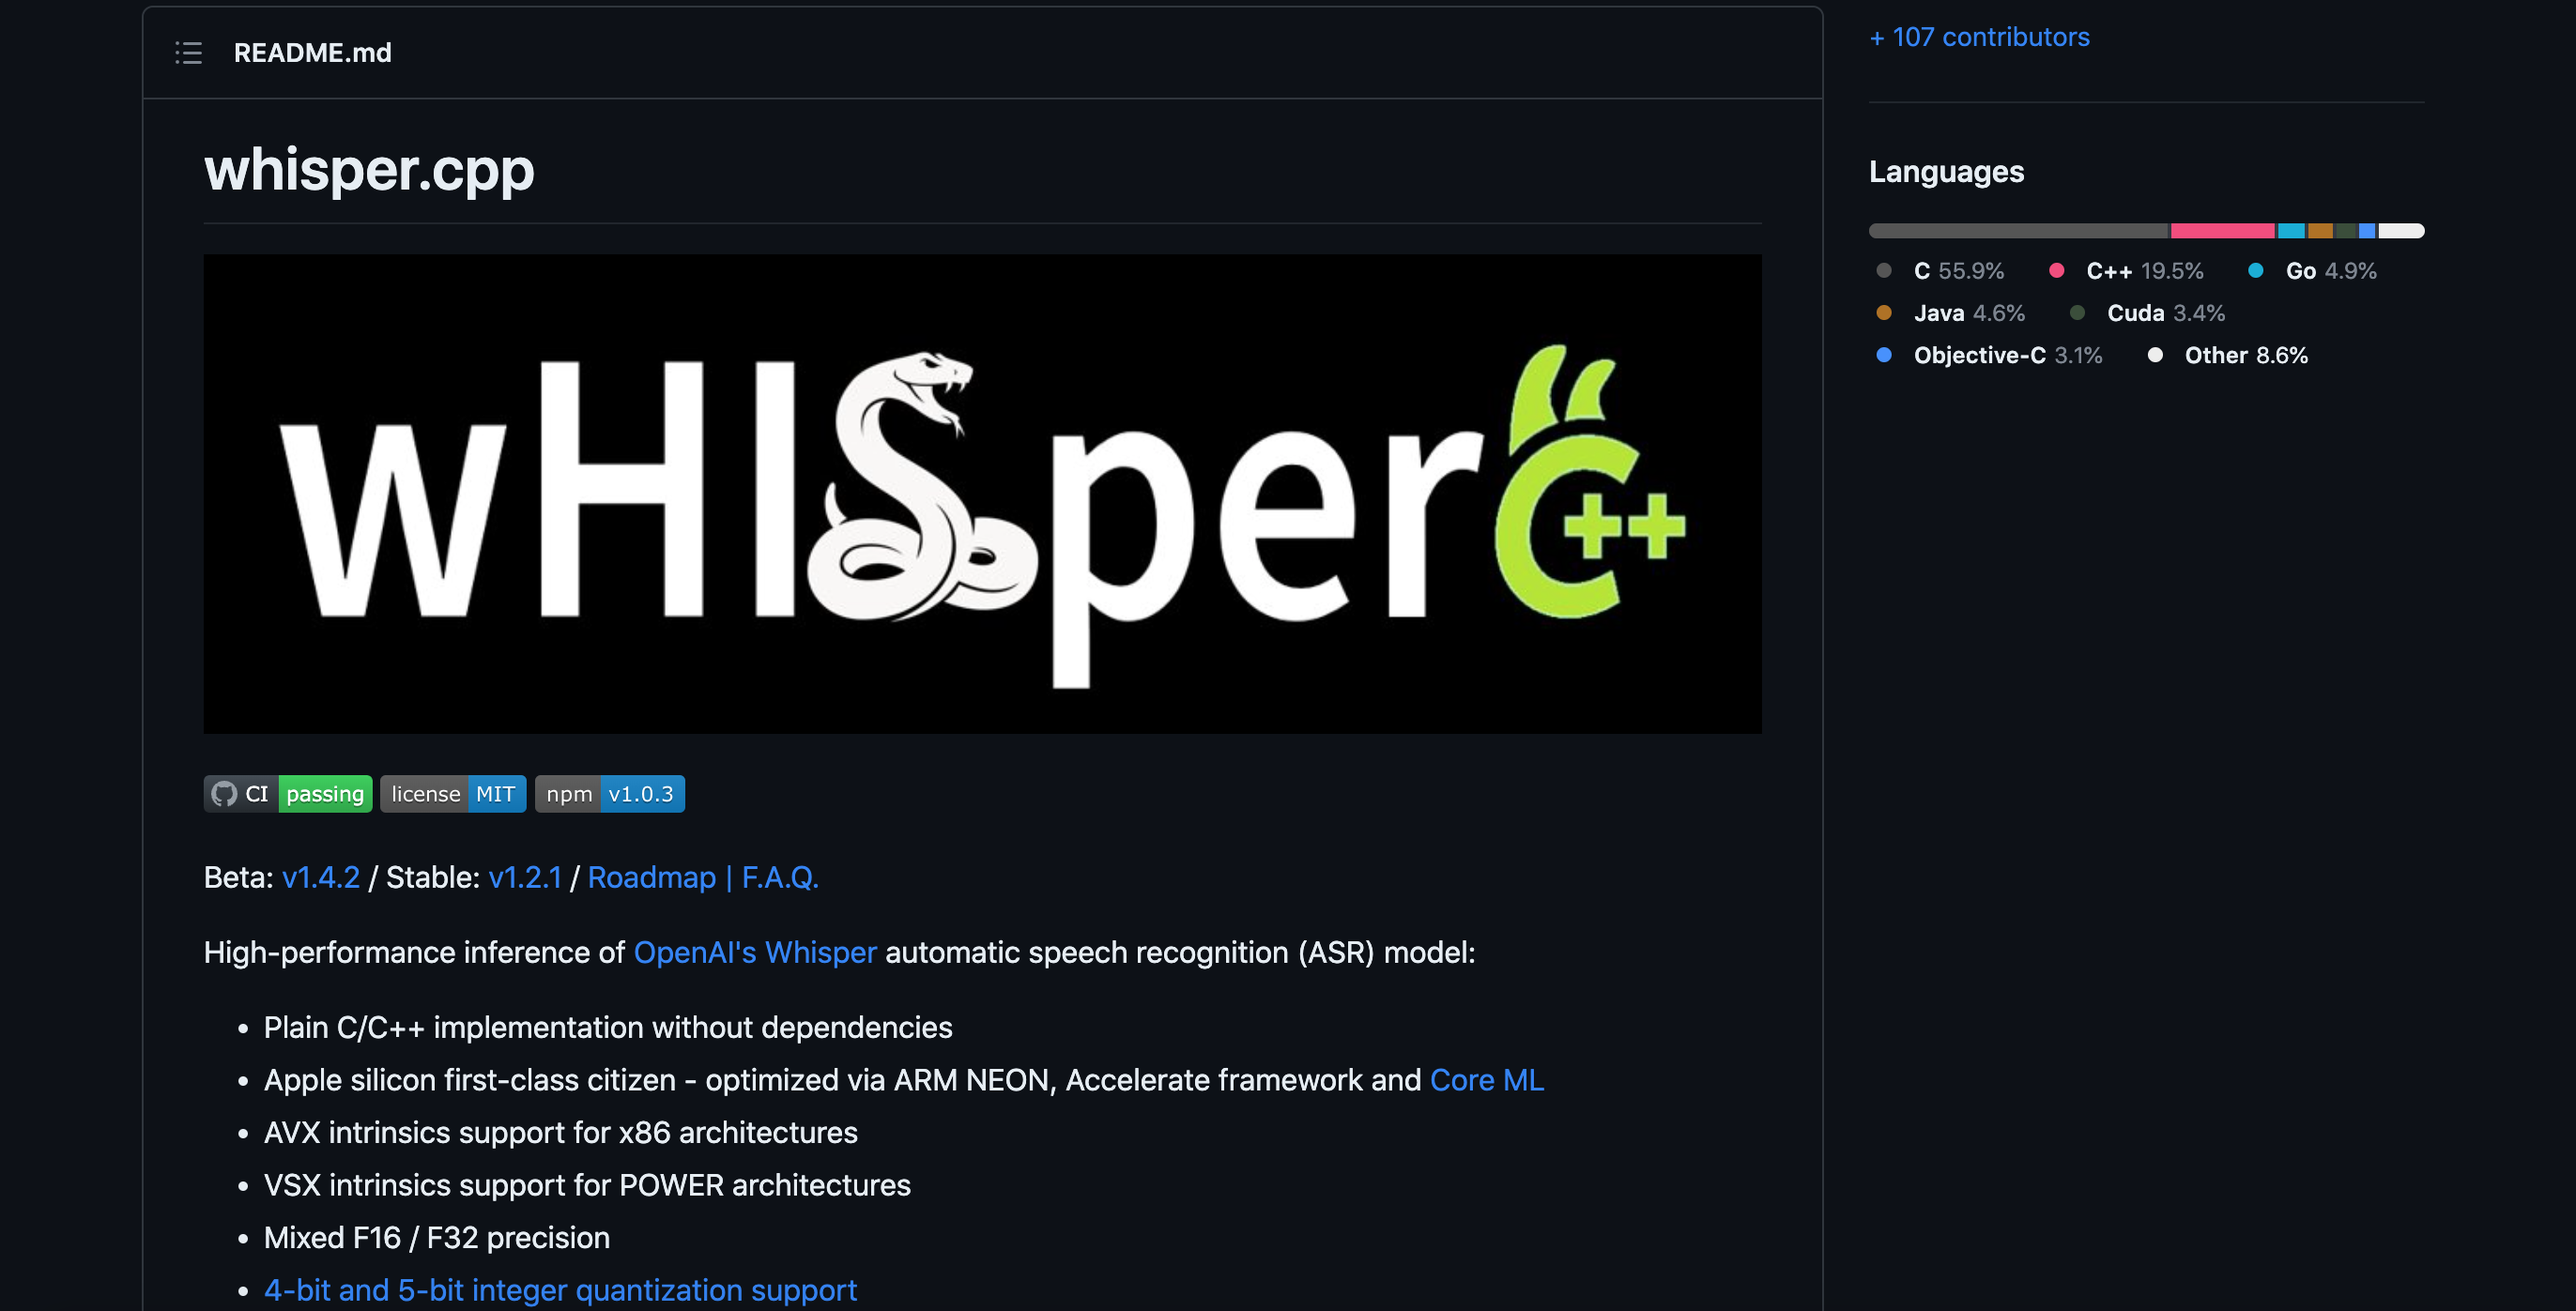 README.md
whisper.cpp
wHISperC++
CI passing license MIT npm v1.0.3
Beta: v1.4.2 / Stable: v1.2.1 / Roadmap | F.A.Q.
High-performance inference of OpenAI's Whisper automatic speech recognition (ASR) model:
• Plain C/C++ implementation without dependencies
• Apple silicon first-class citizen - optimized via ARM NEON, Accelerate framework and Core ML
• AVX intrinsics support for x86 architectures
• VSX intrinsics support for POWER architectures
• Mixed F16 / F32 precision
• 4-bit and 5-bit integer quantization support
+ 107 contributors
Languages
C 55.9% C++ 19.5% Go 4.9%
Java 4.6% Cuda 3.4%
Objective-C 3.1% Other 8.6%